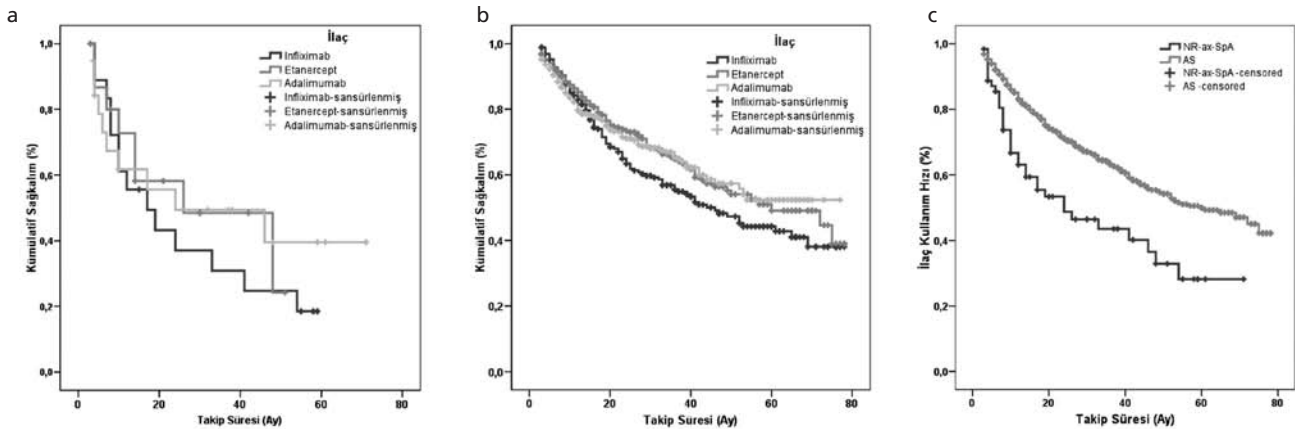 a
İlaç
Infliximab
Etanercept
Adalimumab
Infliximab-sansürlenmiş
Etanercept-sansürlenmiş
Adalimumab-sansürlenmiş
Kümülatif Sağkalım (%)
1,0
0,8
0,6
0,4
0,2
0,0
0
20
40
60
80
Takip Süresi (Ay)
b
İlaç
Infliximab
Etanercept
Adalimumab
Infliximab-sansürlenmiş
Etanercept-sansürlenmiş
Adalimumab-sansürlenmiş
Kümülatif Sağkalım (%)
1,0
0,8
0,6
0,4
0,2
0,0
0
20
40
60
80
Takip Süresi (Ay)
c
NR-ax-SpA
AS
NR-ax-SpA-censored
AS -censored
İlaç Kullanım Hızı (%)
1,0
0,8
0,6
0,4
0,2
0,0
0
20
40
60
80
Takip Süresi (Ay)